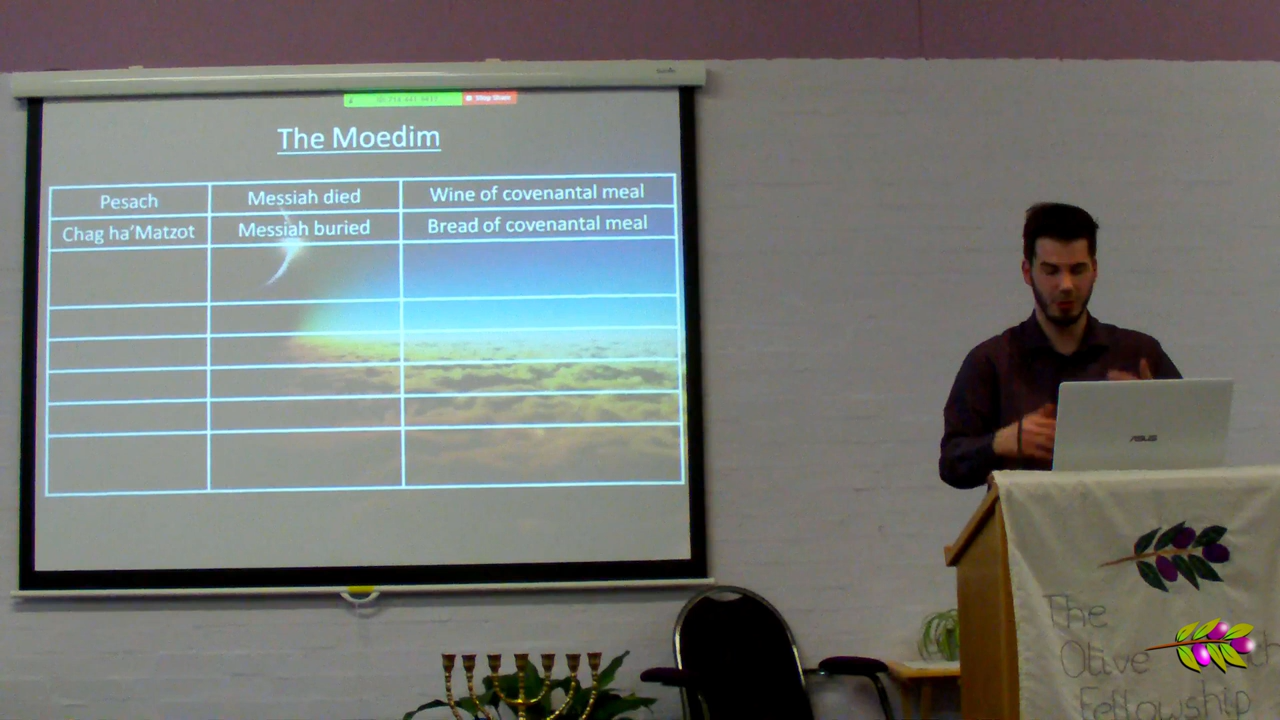 Stop Share
The Moedim
Pesach Messiah died Wine of covenantal meal
Chag ha'Matzot Messiah buried Bread of covenantal meal
ASUS
The
Olive
Fellowship